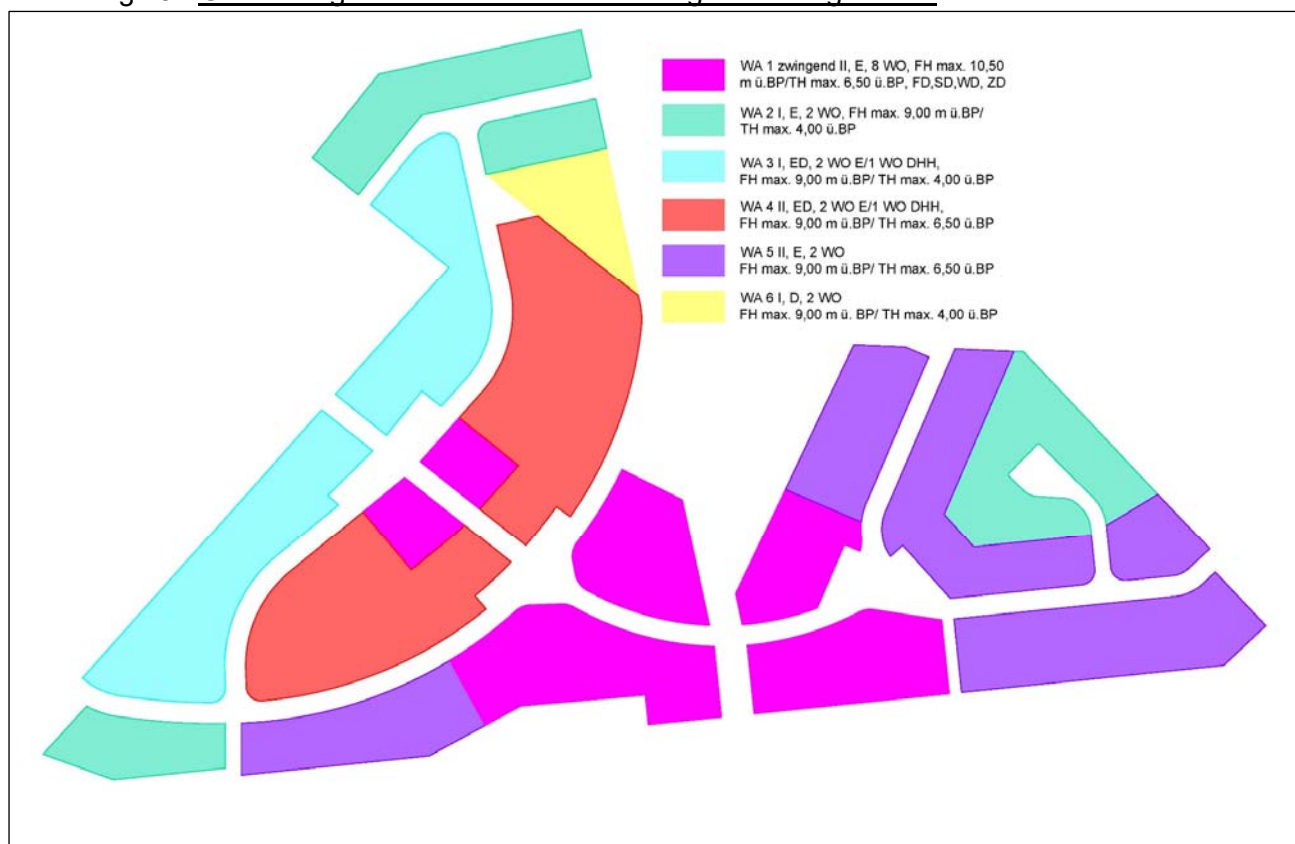 WA 1 zwingend II, E, 8 WO, FH max. 10,50
m ü.BP/TH max. 6,50 ü.BP, FD,SD,WD, ZD
WA 2 I, E, 2 WO, FH max. 9,00 m ü.BP/
TH max. 4,00 ü.BP
WA 3 I, ED, 2 WO E/1 WO DHH,
FH max. 9,00 m ü.BP/ TH max. 4,00 ü.BP
WA 4 II, ED, 2 WO E/1 WO DHH,
FH max. 9,00 m ü.BP/ TH max. 6,50 ü.BP
WA 5 II, E, 2 WO
FH max. 9,00 m ü.BP/ TH max. 6,50 ü.BP
WA 6 I, D, 2 WO
FH max. 9,00 m ü. BP/ TH max. 4,00 ü.BP